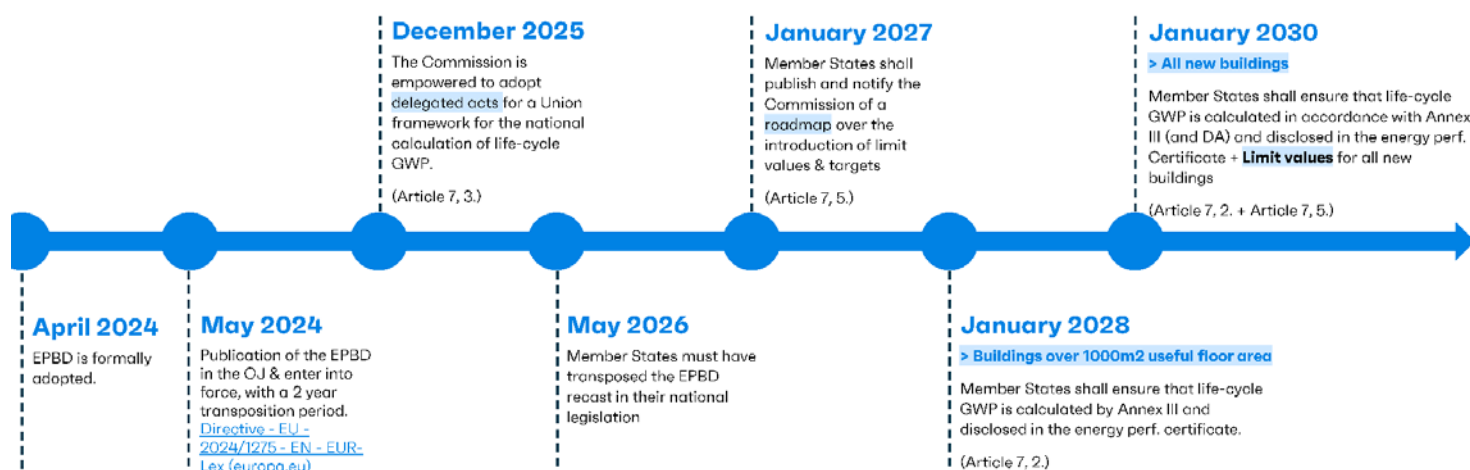 December 2025
The Commission is
empowered to adopt
delegated acts for a Union
framework for the national
calculation of life-cycle
GWP.
(Article 7, 3.)
January 2027
Member States shall
publish and notify the
Commission of a
roadmap over the
introduction of limit
values & targets
(Article 7, 5.)
January 2030
> All new buildings
Member States shall ensure that life-cycle
GWP is calculated in accordance with Annex
III (and DA) and disclosed in the energy perf.
Certificate + Limit values for all new
buildings
(Article 7, 2. + Article 7, 5.)
April 2024
EPBD is formally
adopted.
May 2024
Publication of the EPBD
in the OJ & enter into
force, with a 2 year
transposition period.
Directive - EU -
2024/1275 - EN - EUR-
Lex (europa.eu)
May 2026
Member States must have
transposed the EPBD
recast in their national
legislation
January 2028
> Buildings over 1000m2 useful floor area
Member States shall ensure that life-cycle
GWP is calculated by Annex III and
disclosed in the energy perf. certificate.
(Article 7, 2.)